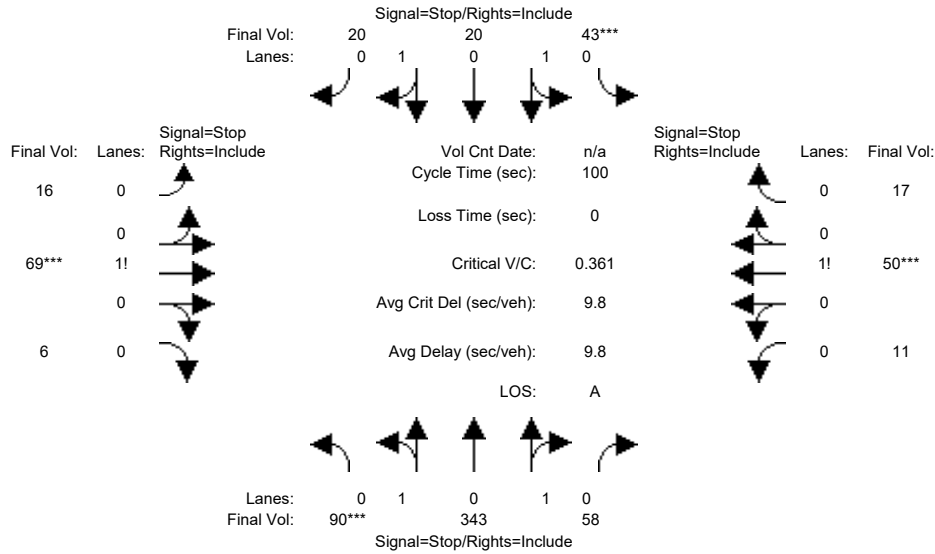 Signal=Stop/Rights=Include
Final Vol: 20 20 43***
Lanes: 0 1 0 1 0
Signal=Stop
Final Vol: Lanes: Rights=Include
Vol Cnt Date: n/a
Signal=Stop
Rights=Include Lanes: Final Vol:
Cycle Time (sec): 100
16 0
0 17
Loss Time (sec): 0
0
0
69*** 1!
Critical V/C: 0.361
1! 50***
0
Avg Crit Del (sec/veh): 9.8
0
6 0
Avg Delay (sec/veh): 9.8
0 11
LOS: A
Lanes: 0 1 0 1 0
Final Vol: 90*** 343 58
Signal=Stop/Rights=Include